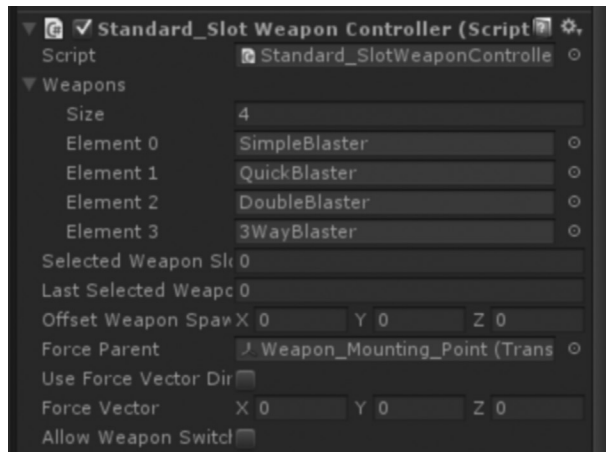 Standard_Slot Weapon Controller (Script
Script Standard_SlotWeaponControlle
Weapons
Size 4
Element 0 SimpleBlaster
Element 1 QuickBlaster
Element 2 DoubleBlaster
Element 3 3WayBlaster
Selected Weapon Slo 0
Last Selected Weapo 0
Offset Weapon Spaw X 0 Y 0 Z 0
Force Parent Weapon_Mounting_Point (Trans
Use Force Vector Dir
Force Vector X 0 Y 0 Z 0
Allow Weapon Switch